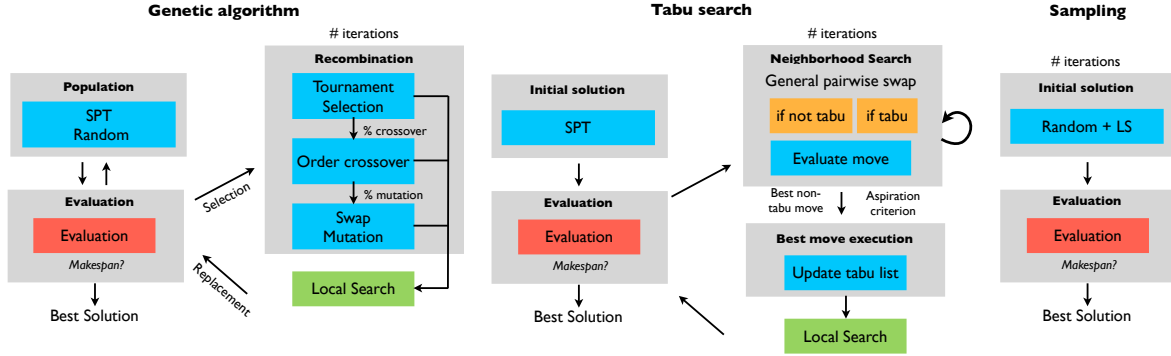 Genetic algorithm
# iterations
Population
SPT
Random
Evaluation
Evaluation
Makespan?
Best Solution
Selection
Replacement
Recombination
Tournament
Selection
% crossover
Order crossover
% mutation
Swap
Mutation
Local Search
Tabu search
# iterations
Initial solution
SPT
Evaluation
Evaluation
Makespan?
Best Solution
Neighborhood Search
General pairwise swap
if not tabu
if tabu
Evaluate move
Best non-
tabu move
Aspiration
criterion
Best move execution
Update tabu list
Local Search
Sampling
# iterations
Initial solution
Random + LS
Evaluation
Evaluation
Makespan?
Best Solution